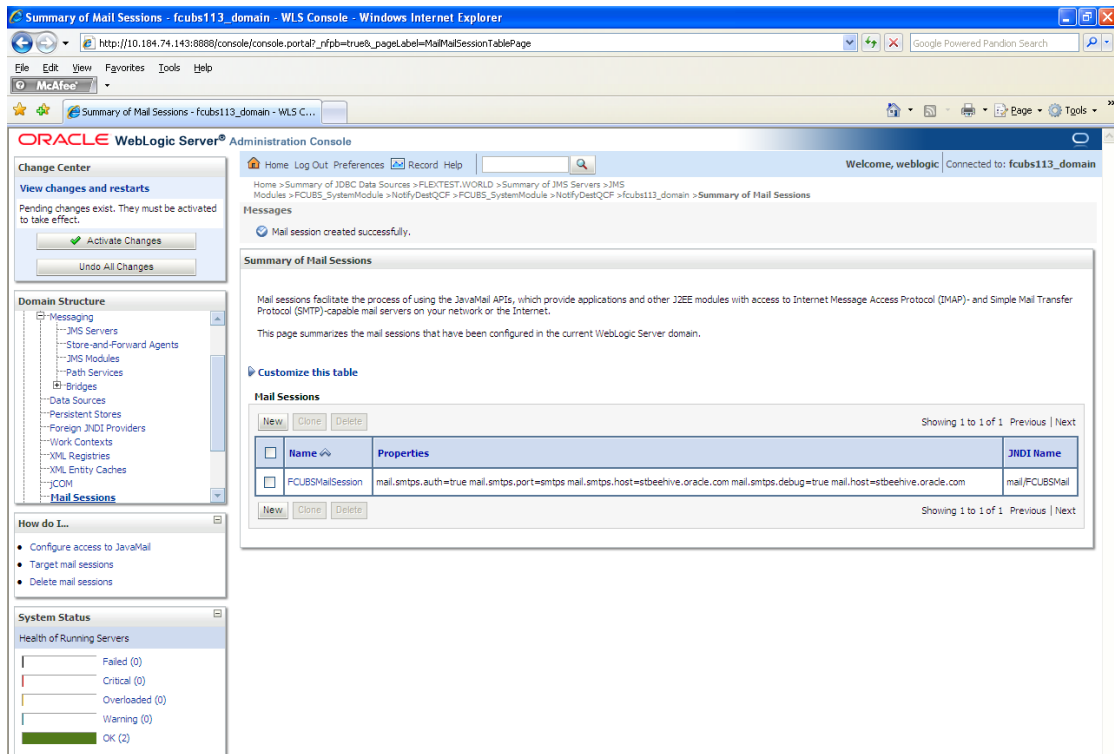 Summary of Mail Sessions - fcubs113_domain - WLS Console - Windows Internet Explorer
http://10.184.74.143:8888/console/console.portal?_nfpb=true&_pageLabel=MailMailSessionTablePage
Google Powered Pandion Search
File Edit View Favorites Tools Help
McAfee
Summary of Mail Sessions - fcubs113_domain - WLS C...
Page Tools
ORACLE WebLogic Server® Administration Console
Change Center
View changes and restarts
Pending changes exist. They must be activated
to take effect.
Activate Changes
Undo All Changes
Domain Structure
Messaging
JMS Servers
Store-and-Forward Agents
JMS Modules
Path Services
Bridges
Data Sources
Persistent Stores
Foreign JNDI Providers
Work Contexts
XML Registries
XML Entity Caches
jCOM
Mail Sessions
How do I...
Configure access to JavaMail
Target mail sessions
Delete mail sessions
System Status
Health of Running Servers
Failed (0)
Critical (0)
Overloaded (0)
Warning (0)
OK (2)
Home Log Out Preferences Record Help
Welcome, weblogic Connected to: fcubs113_domain
Home >Summary of JDBC Data Sources >FLEXTEST.WORLD >Summary of JMS Servers >JMS
Modules >FCUBS_SystemModule >NotifyDestQCF >FCUBS_SystemModule >NotifyDestQCF >fcubs113_domain >Summary of Mail Sessions
Messages
Mail session created successfully.
Summary of Mail Sessions
Mail sessions facilitate the process of using the JavaMail APIs, which provide applications and other J2EE modules with access to Internet Message Access Protocol (IMAP)- and Simple Mail Transfer
Protocol (SMTP)-capable mail servers on your network or the Internet.
This page summarizes the mail sessions that have been configured in the current WebLogic Server domain.
Customize this table
Mail Sessions
New Clone Delete Showing 1 to 1 of 1 Previous | Next
Name Properties JNDI Name
FCUBSMailSession mail.smtps.auth=true mail.smtps.port=smtps mail.smtps.host=stbeehive.oracle.com mail.smtps.debug=true mail.host=stbeehive.oracle.com mail/FCUBSMail
New Clone Delete Showing 1 to 1 of 1 Previous | Next